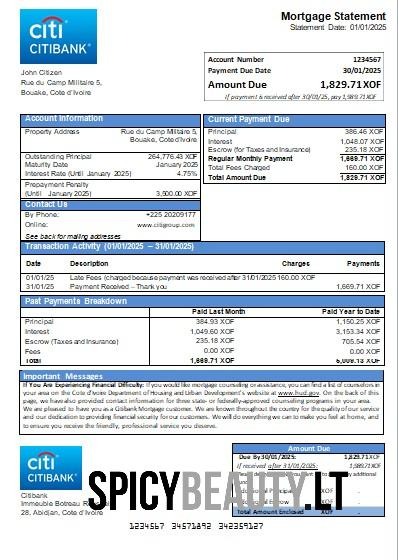 citi
CITIBANK
Mortgage Statement
Statement Date: 01/01/2025
John Citizen
Rue du Camp Militaire 5,
Bouake, Cote d'Ivoire
Account Number 1234567
Payment Due Date 30/01/2025
Amount Due 1,829.71 XOF
If payment is received after 30/01/25, pay 1,989.71 XOF
Account Information
Property Address Rue du Camp Militaire 5,
Bouake, Cote d'Ivoire
Outstanding Principal 264,776.43 XOF
Maturity Date January 2025
Interest Rate (Until January 2025) 4.75%
Prepayment Penalty
(Until January 2025) 3,500.00 XOF
Contact Us
By Phone: +225 20209177
Online: www.citigroup.com
See back for mailing addresses
Current Payment Due
Principal 386.46 XOF
Interest 1,048.07 XOF
Escrow (for Taxes and Insurance) 235.18 XOF
Regular Monthly Payment 1,669.71 XOF
Total Fees Charged 160.00 XOF
Total Amount Due 1,829.71 XOF
Transaction Activity (01/01/2025 – 31/01/2025)
Date Description Charges Payments
01/01/25 Late Fees (charged because payment was received after 31/01/2025 160.00 XOF
31/01/25 Payment Received – Thank you 1,669.71 XOF
Past Payments Breakdown
Paid Last Month Paid Year to Date
Principal 384.93 XOF 1,150.25 XOF
Interest 1,049.60 XOF 3,153.34 XOF
Escrow (Taxes and Insurance) 235.18 XOF 705.54 XOF
Fees 0.00 XOF 0.00 XOF
Total 1,669.71 XOF 5,009.13 XOF
Important Messages
If You Are Experiencing Financial Difficulty: If you would like mortgage counseling or assistance, you can find a list of counselors in
your area on the Cote d'Ivoire Department of Housing and Urban Development's website at www.hud.gov. On the back of this
page, we have also provided contact information for three state- or federally-approved counseling programs in your area.
We are pleased to have you as a Citibank Mortgage customer. We are known throughout the country for the quality of our service
and our dedication to providing financial security for our customers. We will do everything we can to make you feel at home, and
to ensure you receive the friendly, professional service you deserve.
citi
CITIBANK
Citibank
Immeuble Botreau
28, Abidjan, Cote d'Ivoire
Amount Due
Due By 30/01/2025: 1,829.71 XOF
If received after 31/01/2025: 1,989.71 XOF
XOF
XOF
Total Amount Enclosed XOF
SPICYBEAUTY.LT
1234567 34571892 342359127